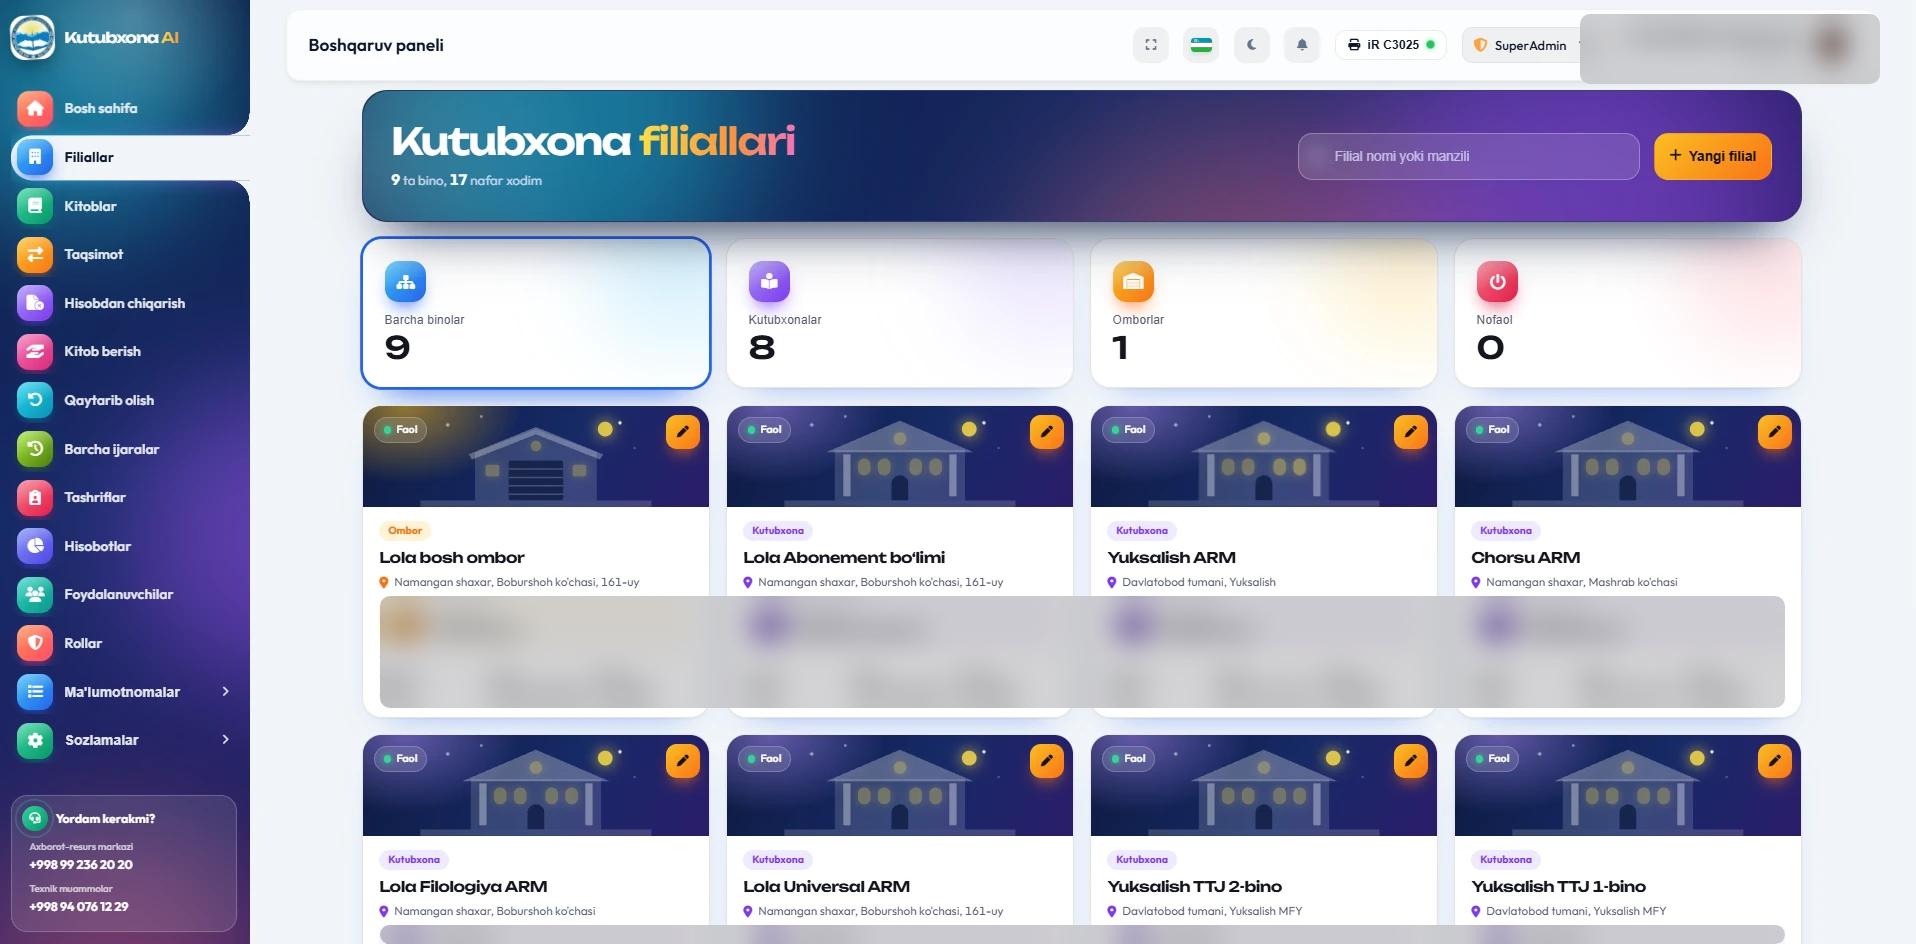 Kutubxona AI
Bosh sahifa
Filiallar
Kitoblar
Taqsimot
Hisobdan chiqarish
Kitob berish
Qaytarib olish
Barcha ijaralar
Tashriflar
Hisobotlar
Foydalanuvchilar
Rollar
Ma'lumotnomalar
Sozlamalar
Yordam kerakmi?
Axborot-resurs markazi
+998 99 236 20 20
Texnik muammolar
+998 94 076 12 29
Boshqaruv paneli
iR C3025
SuperAdmin
Kutubxona filiallari
9 ta bino, 17 nafar xodim
Filial nomi yoki manzili
+ Yangi filial
Barcha binolar
9
Kutubxonalar
8
Omborlar
1
Nofaol
0
Faol
Ombor
Lola bosh ombor
Namangan shaxar, Boburshoh ko'chasi, 161-uy
Faol
Kutubxona
Lola Abonement bo‘limi
Namangan shaxar, Boburshoh ko'chasi, 161-uy
Faol
Kutubxona
Yuksalish ARM
Davlatobod tumani, Yuksalish
Faol
Kutubxona
Chorsu ARM
Namangan shaxar, Mashrab ko'chasi
Faol
Kutubxona
Lola Filologiya ARM
Namangan shaxar, Boburshoh ko'chasi
Faol
Kutubxona
Lola Universal ARM
Namangan shaxar, Boburshoh ko'chasi, 161-uy
Faol
Kutubxona
Yuksalish TTJ 2-bino
Davlatobod tumani, Yuksalish MFY
Faol
Kutubxona
Yuksalish TTJ 1-bino
Davlatobod tumani, Yuksalish MFY